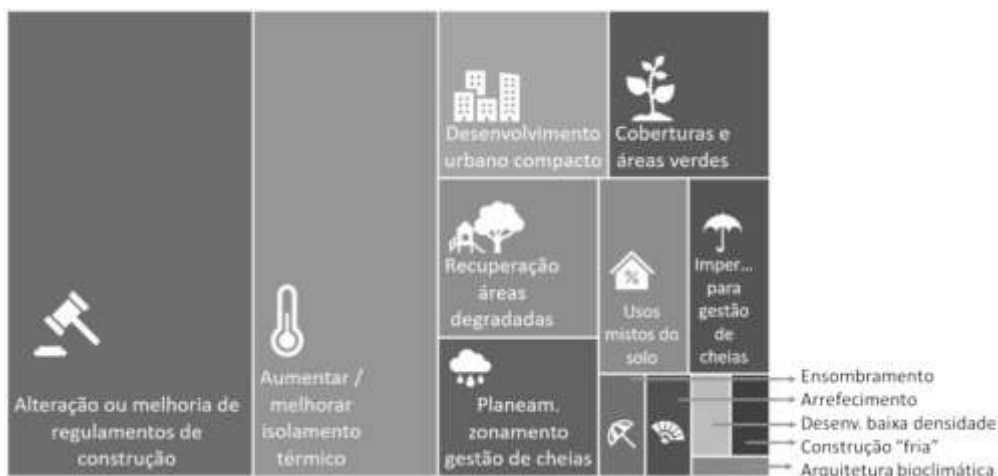 Desenvolvimento
urbano compacto
Coberturas e
áreas verdes
Recuperação
áreas
degradadas
%
Usos
mistos do
solo
Imper...
para
gestão
de
cheias
Alteração ou melhoria de
regulamentos de
construção
Aumentar /
melhorar
isolamento
térmico
Planeam.
zonamento
gestão de cheias
Ensombramento
Arrefecimento
Desenv. baixa densidade
Construção "fria"
Arquitetura bioclimática